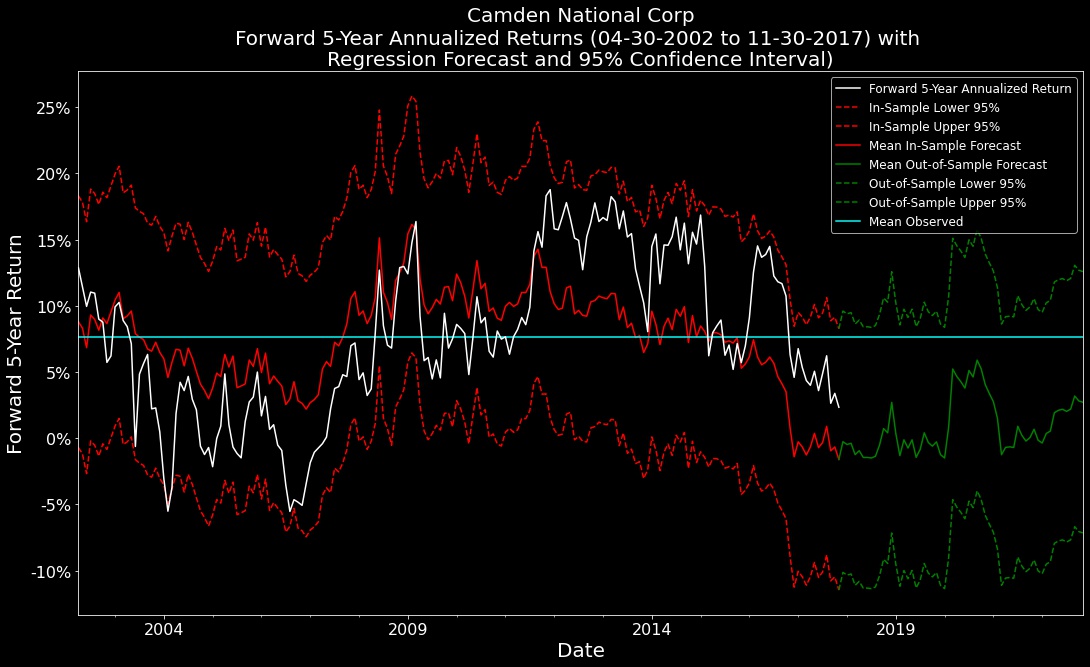 Camden National Corp
Forward 5-Year Annualized Returns (04-30-2002 to 11-30-2017) with
Regression Forecast and 95% Confidence Interval)
Forward 5-Year Annualized Return
In-Sample Lower 95%
In-Sample Upper 95%
Mean In-Sample Forecast
Mean Out-of-Sample Forecast
Out-of-Sample Lower 95%
Out-of-Sample Upper 95%
Mean Observed
Forward 5-Year Return
25%
20%
15%
10%
5%
0%
-5%
-10%
2004
2009
2014
2019
Date